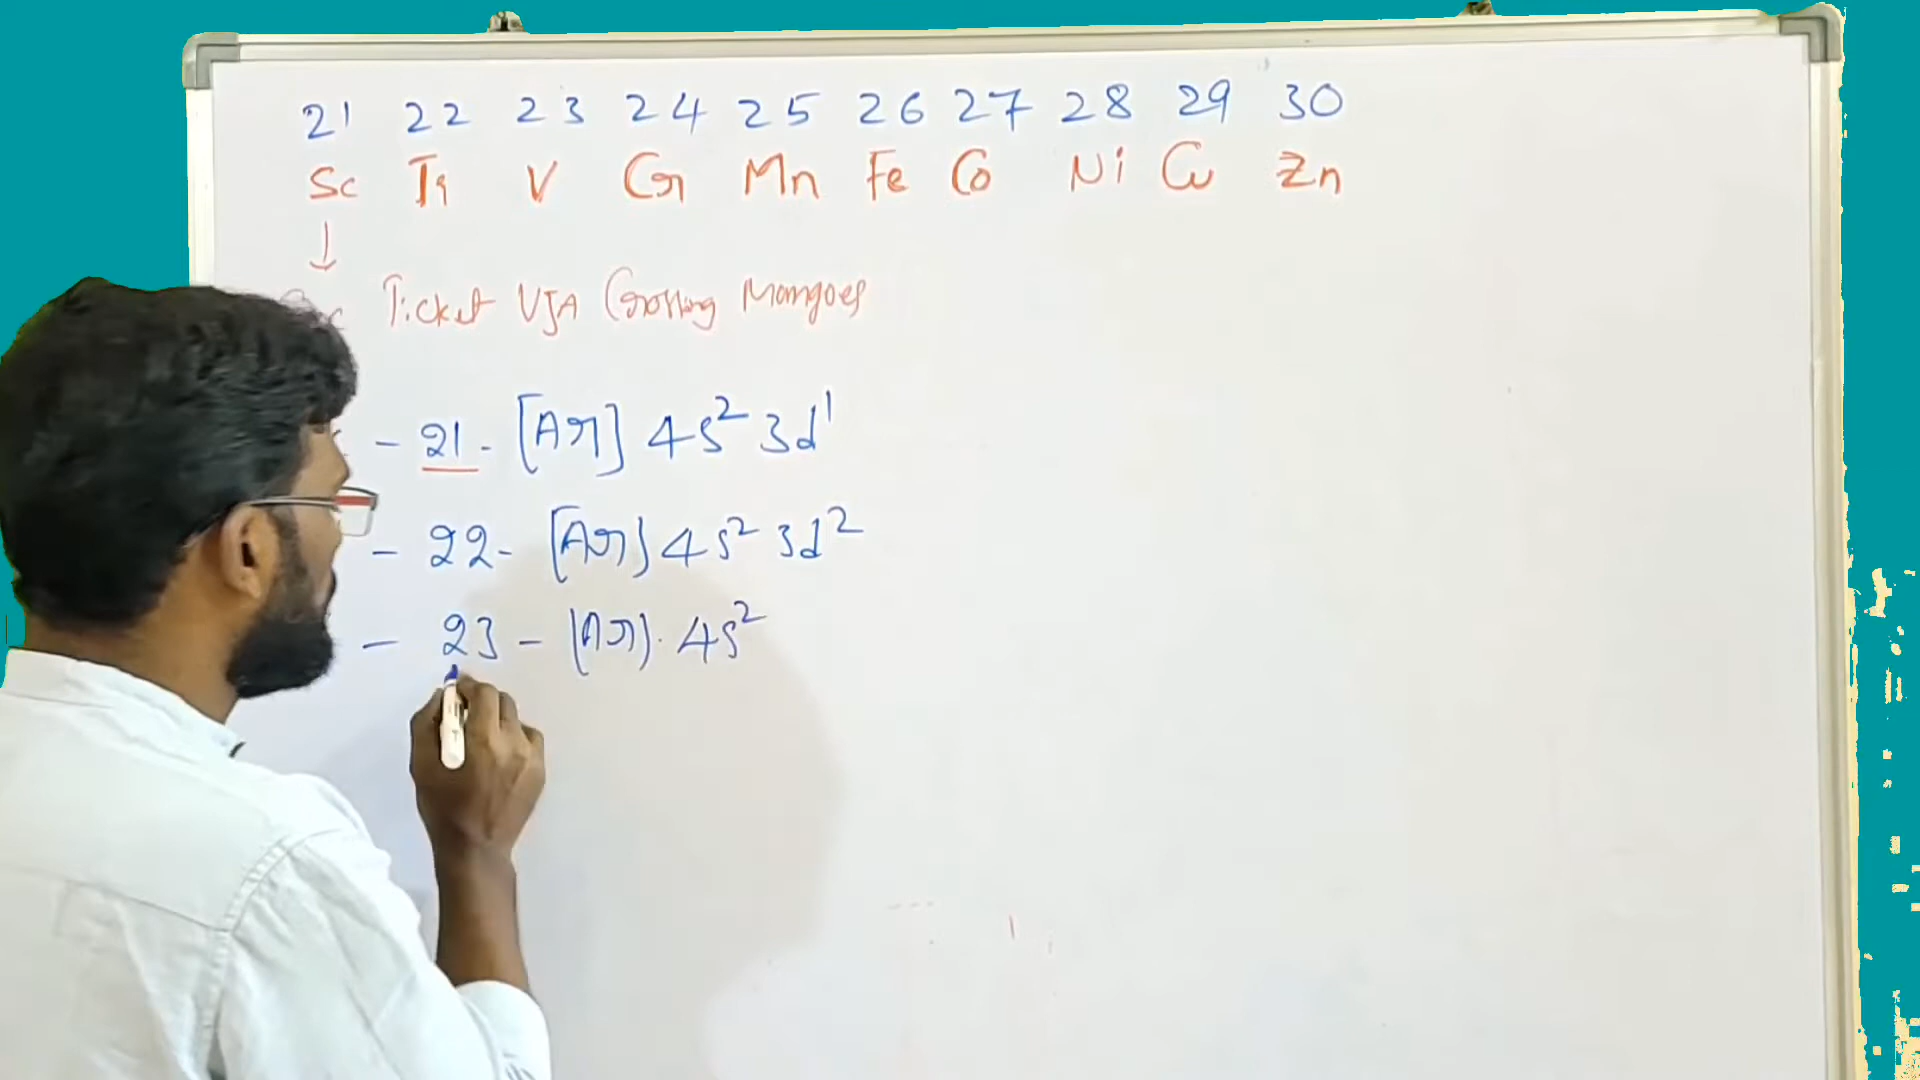 21 22 23 24 25 26 27 28 29 30
Sc Ti V Cr Mn Fe Co Ni Cu Zn
↓
Ticket VJA Crossing Mangoes
- 21 - [Ar] 4s² 3d¹
- 22 - [Ar] 4s² 3d²
- 23 - [Ar] 4s²